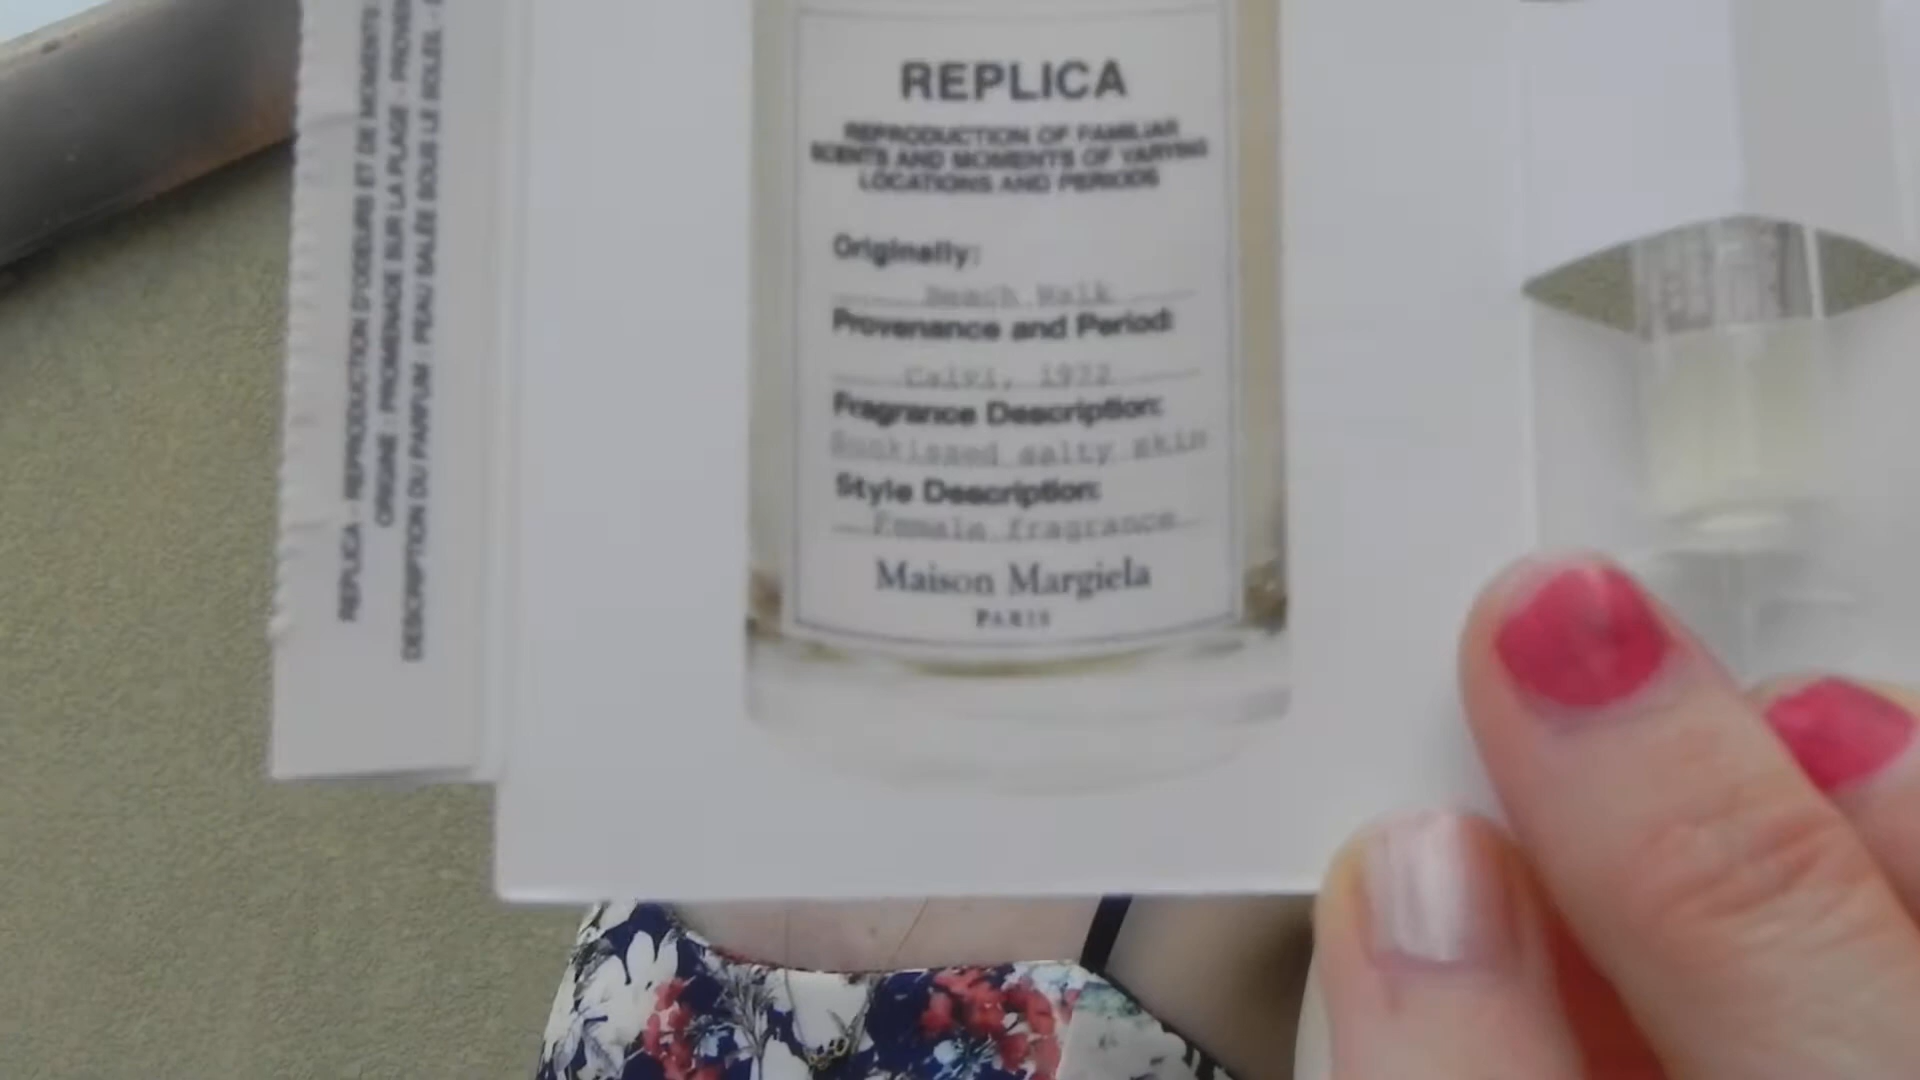 REPLICA - REPRODUCTION D'ODEURS ET DE MOMENTS
ORIGINE : PROMENADE SUR LA PLAGE - PROVEN
DESCRIPTION DU PARFUM : PEAU SALÉE SOUS LE SOLEIL -
REPLICA
REPRODUCTION OF FAMILIAR
SCENTS AND MOMENTS OF VARYING
LOCATIONS AND PERIODS
Originally:
Beach Walk
Provenance and Period:
Calvi, 1972
Fragrance Description:
Sunkissed salty skin
Style Description:
Female fragrance
Maison Margiela
PARIS